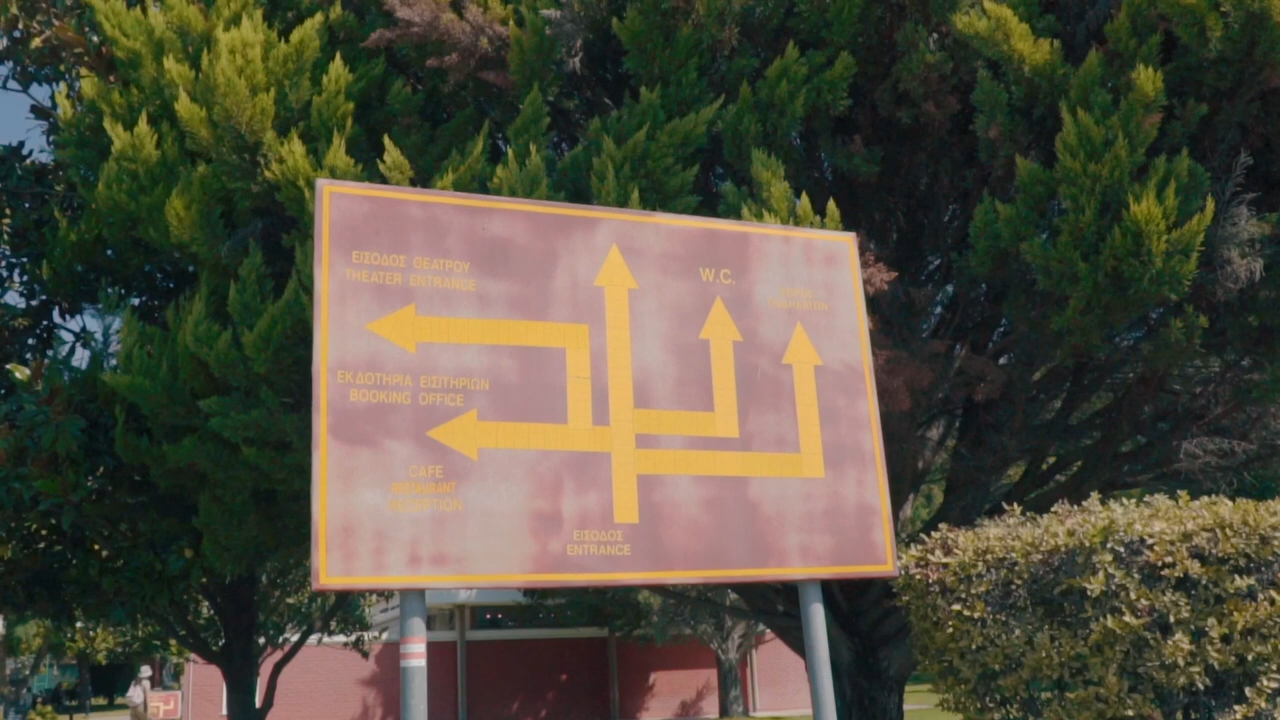 ΕΙΣΟΔΟΣ ΘΕΑΤΡΟΥ
THEATER ENTRANCE
W.C.
ΕΚΔΟΤΗΡΙΑ ΕΙΣΙΤΗΡΙΩΝ
BOOKING OFFICE
CAFE
RESTAURANT
RECEPTION
ΕΙΣΟΔΟΣ
ENTRANCE